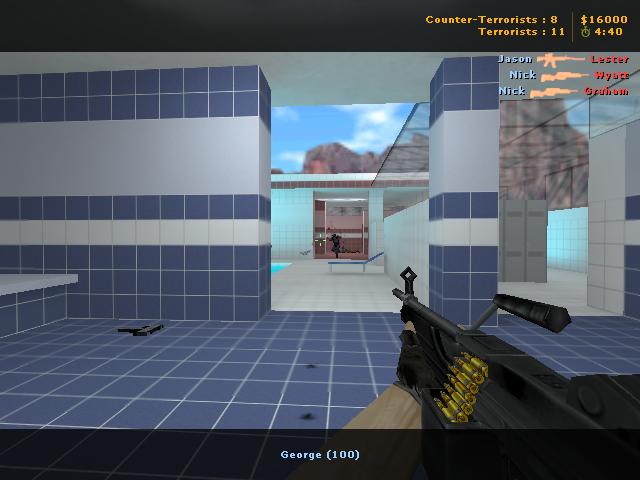 Counter-Terrorists : 8 $16000
Terrorists : 11 4:40
Jason Lester
Nick Wyatt
Nick Graham
George (100)